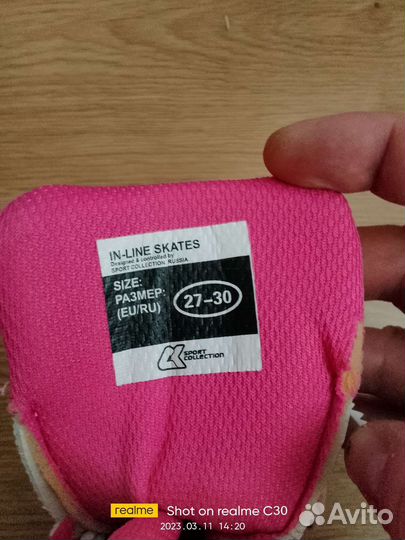 IN-LINE SKATES
Designed & controlled by
SPORT COLLECTION, RUSSIA
SIZE:
РАЗМЕР:
(EU/RU)
27-30
SPORT
COLLECTION
realme
Shot on realme C30
2023.03.11 14:20
Avito